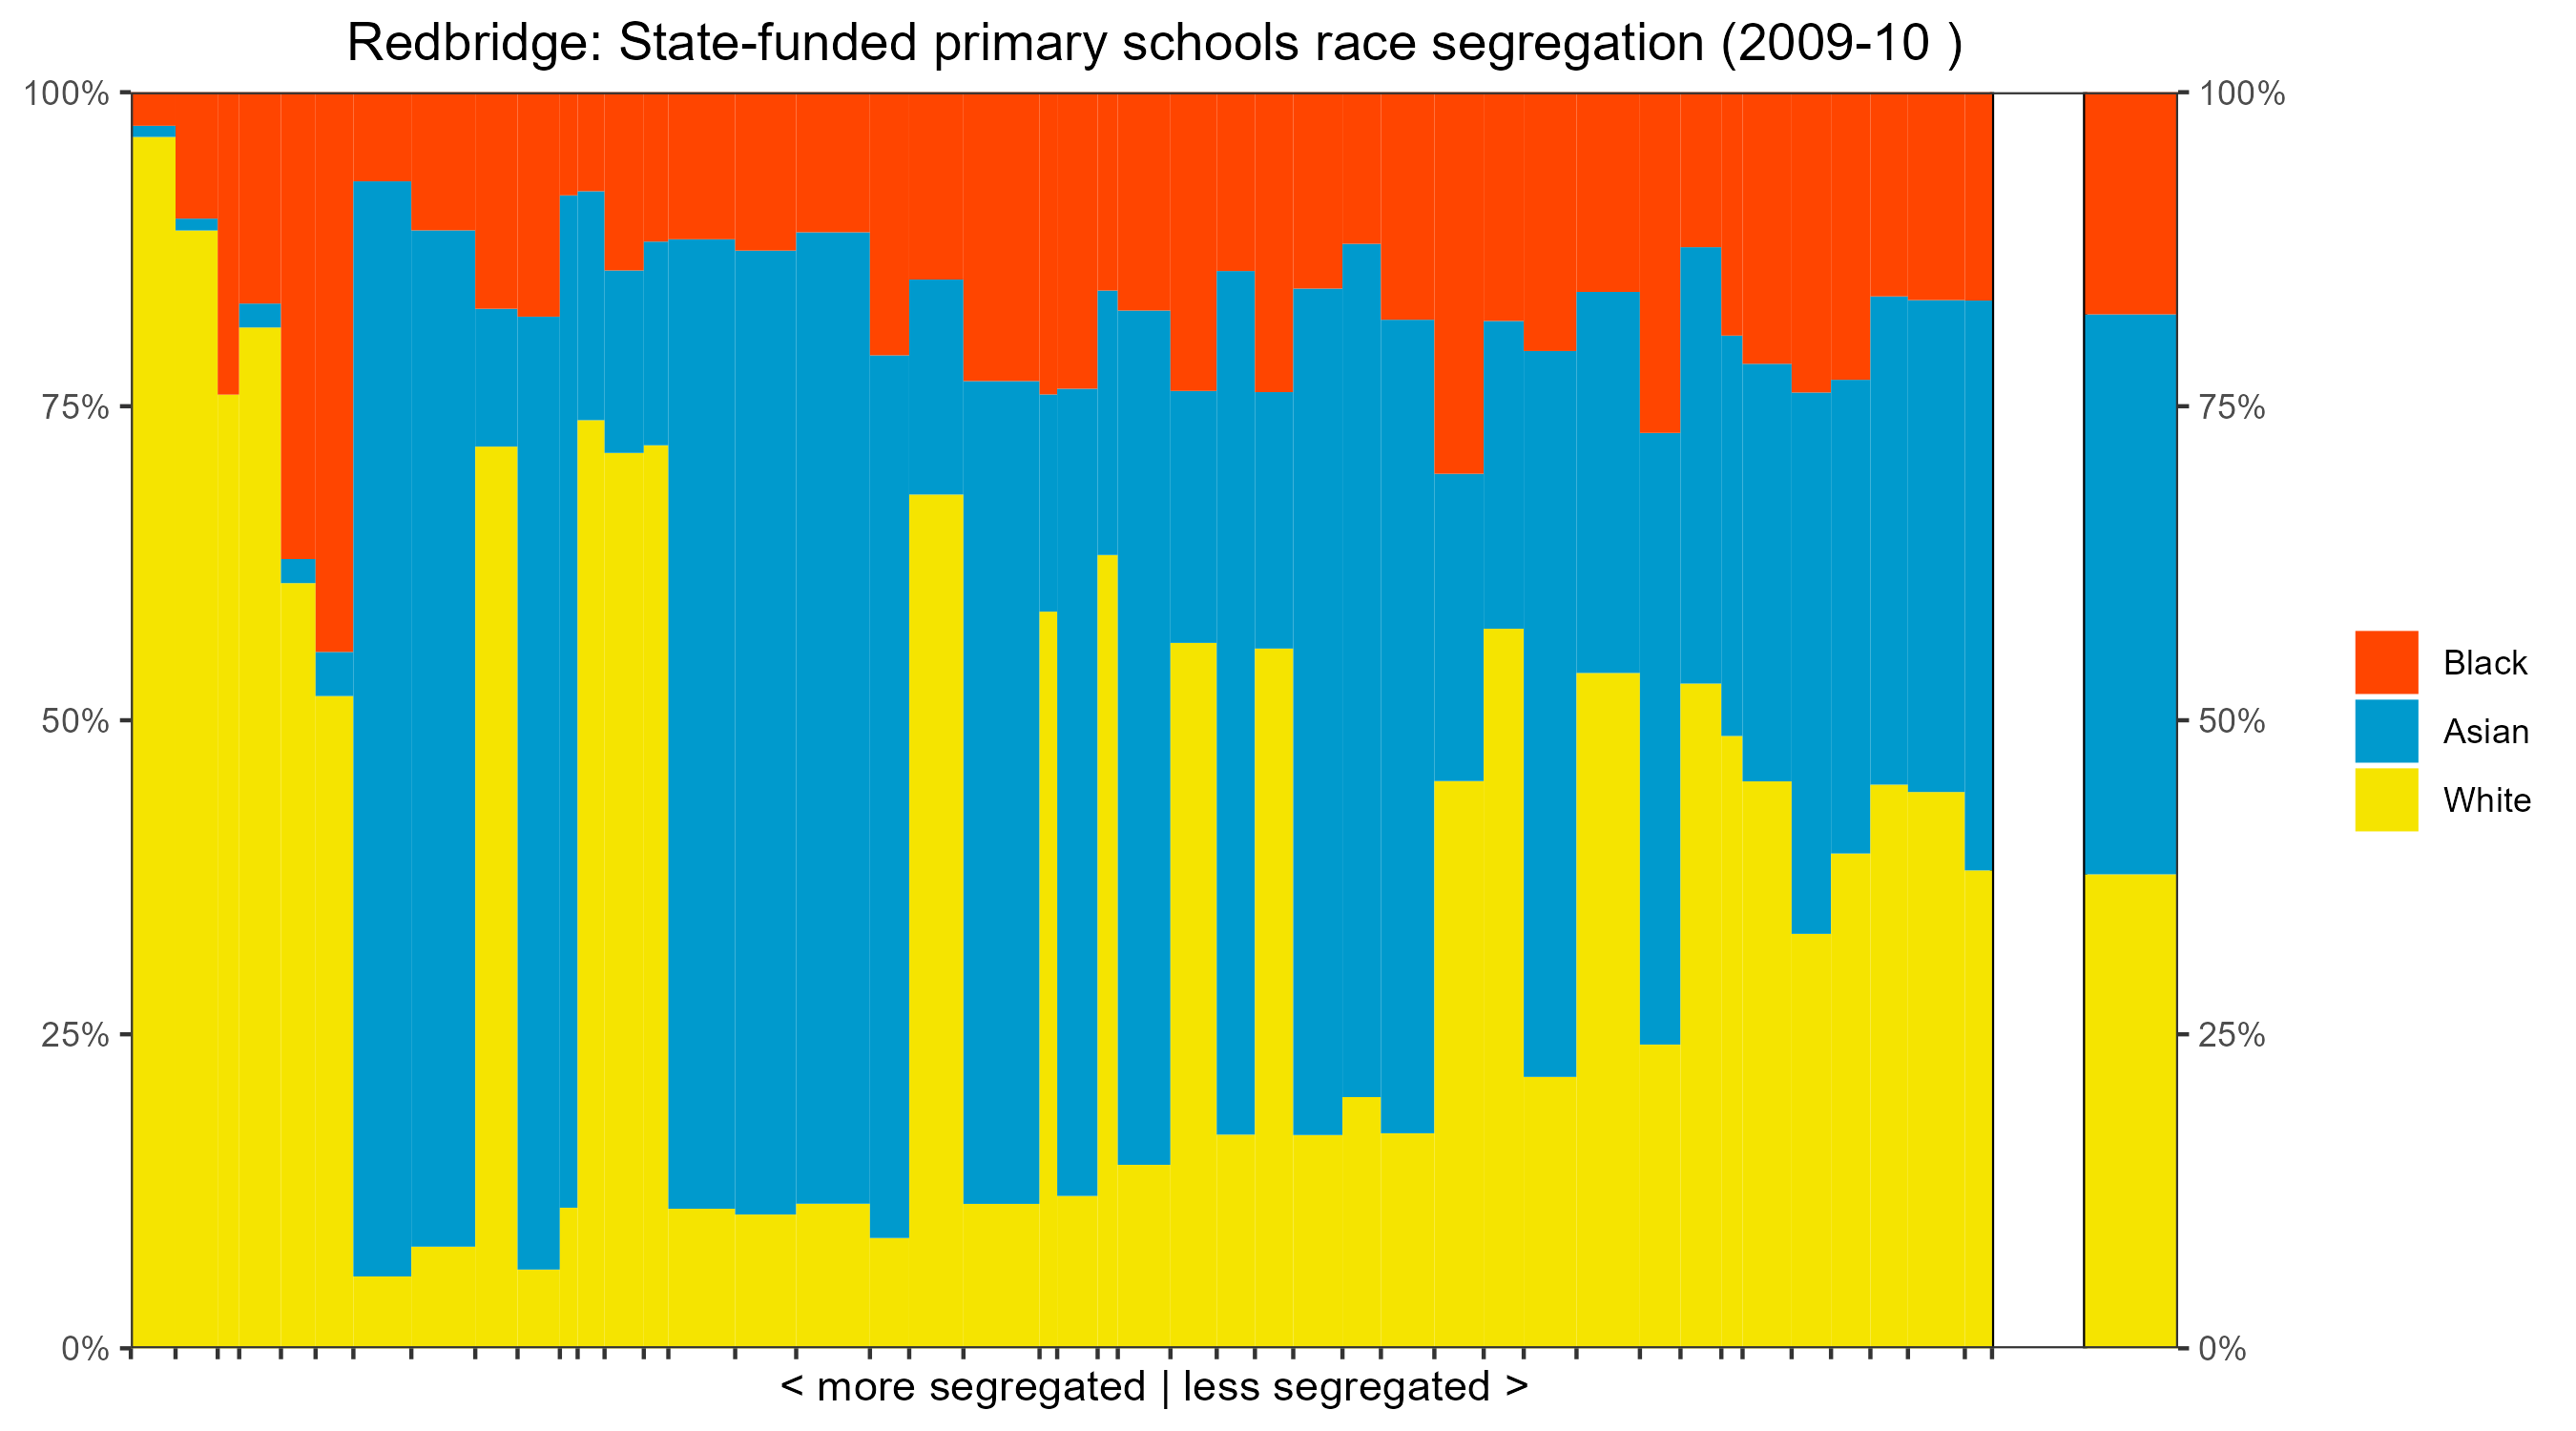 Redbridge: State-funded primary schools race segregation (2009-10 )
100%
75%
50%
25%
0%
100%
75%
50%
25%
0%
Black
Asian
White
< more segregated | less segregated >